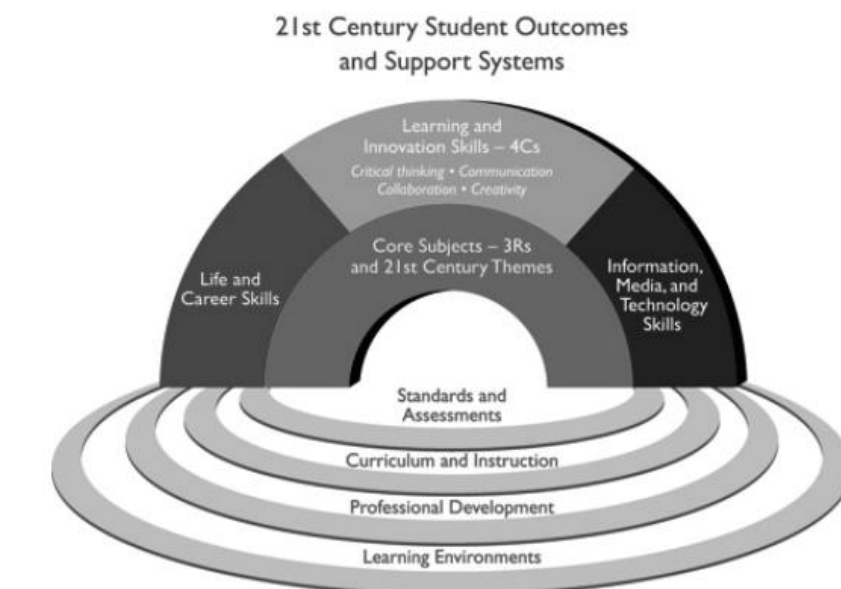 21st Century Student Outcomes
and Support Systems
Learning and
Innovation Skills – 4Cs
Critical thinking • Communication
Collaboration • Creativity
Core Subjects – 3Rs
and 21st Century Themes
Life and
Career Skills
Information,
Media, and
Technology
Skills
Standards and
Assessments
Curriculum and Instruction
Professional Development
Learning Environments